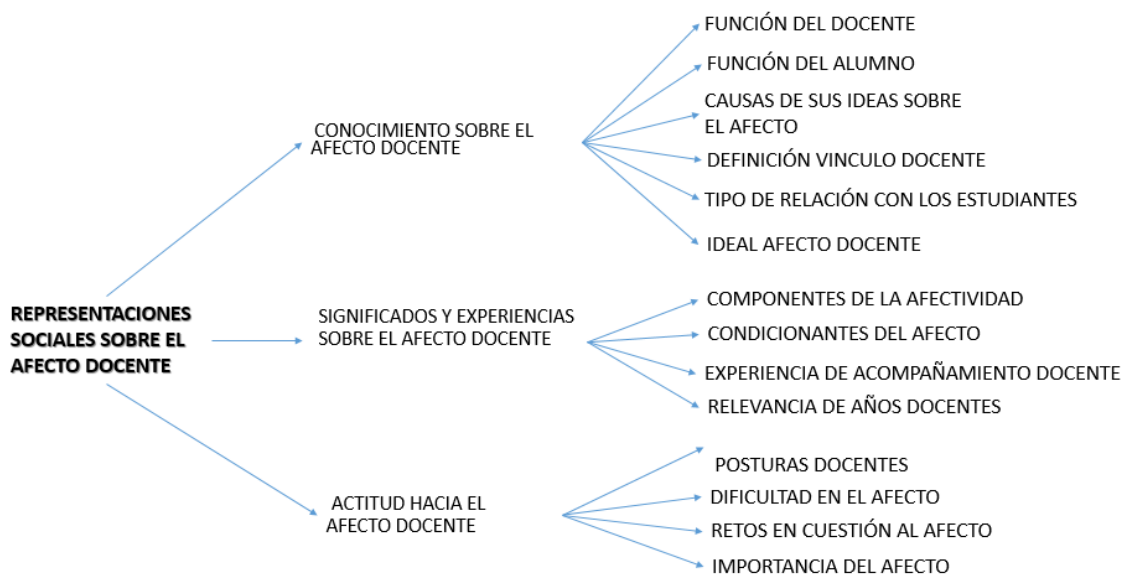 REPRESENTACIONES
SOCIALES SOBRE EL
AFECTO DOCENTE
CONOCIMIENTO SOBRE EL
AFECTO DOCENTE
FUNCIÓN DEL DOCENTE
FUNCIÓN DEL ALUMNO
CAUSAS DE SUS IDEAS SOBRE
EL AFECTO
DEFINICIÓN VINCULO DOCENTE
TIPO DE RELACIÓN CON LOS ESTUDIANTES
IDEAL AFECTO DOCENTE
SIGNIFICADOS Y EXPERIENCIAS
SOBRE EL AFECTO DOCENTE
COMPONENTES DE LA AFECTIVIDAD
CONDICIONANTES DEL AFECTO
EXPERIENCIA DE ACOMPAÑAMIENTO DOCENTE
RELEVANCIA DE AÑOS DOCENTES
ACTITUD HACIA EL
AFECTO DOCENTE
POSTURAS DOCENTES
DIFICULTAD EN EL AFECTO
RETOS EN CUESTIÓN AL AFECTO
IMPORTANCIA DEL AFECTO